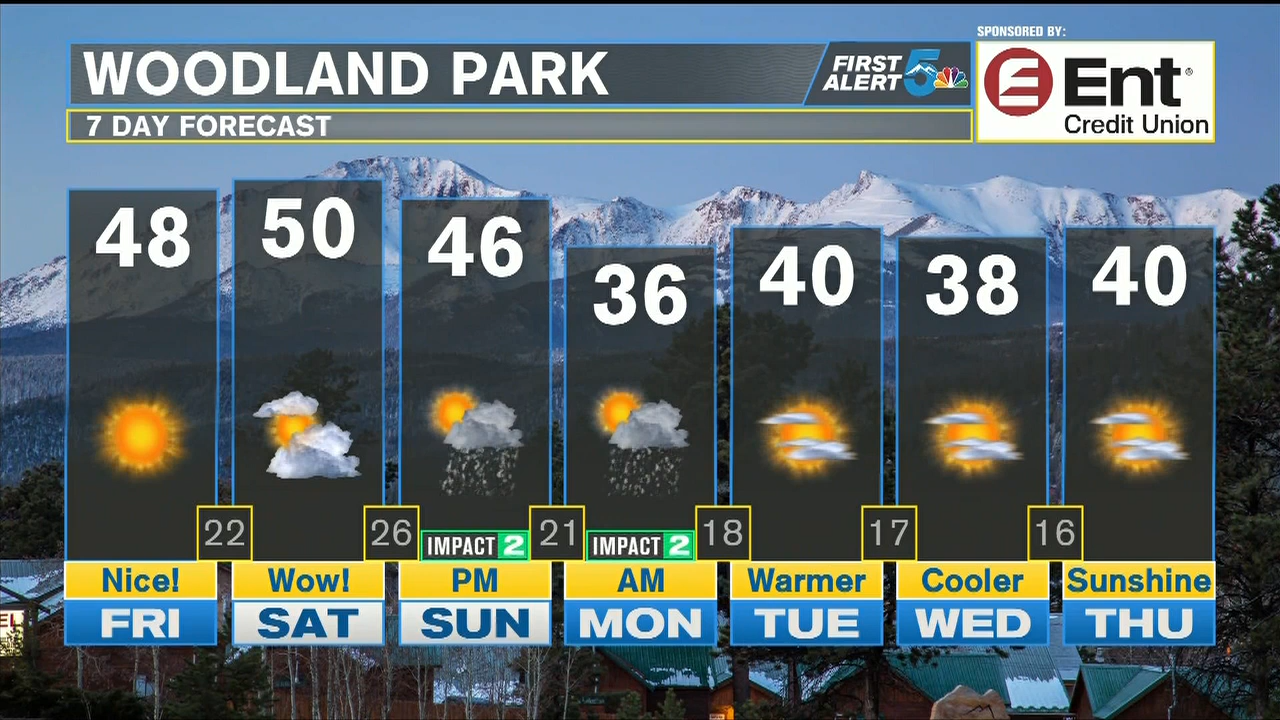 SPONSORED BY:
WOODLAND PARK
FIRST
ALERT 5
Ent
Credit Union
7 DAY FORECAST
48 50 46 36 40 38 40
22 26 21 18 17 16
IMPACT 2 IMPACT 2
Nice! Wow! PM AM Warmer Cooler Sunshine
FRI SAT SUN MON TUE WED THU